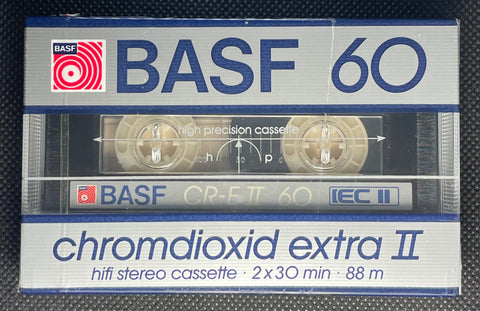 BASF
BASF 60
high precision cassette
h p
50
BASF CR-E II 60 IEC II
chromdioxid extra II
hifi stereo cassette · 2 x 30 min · 88 m